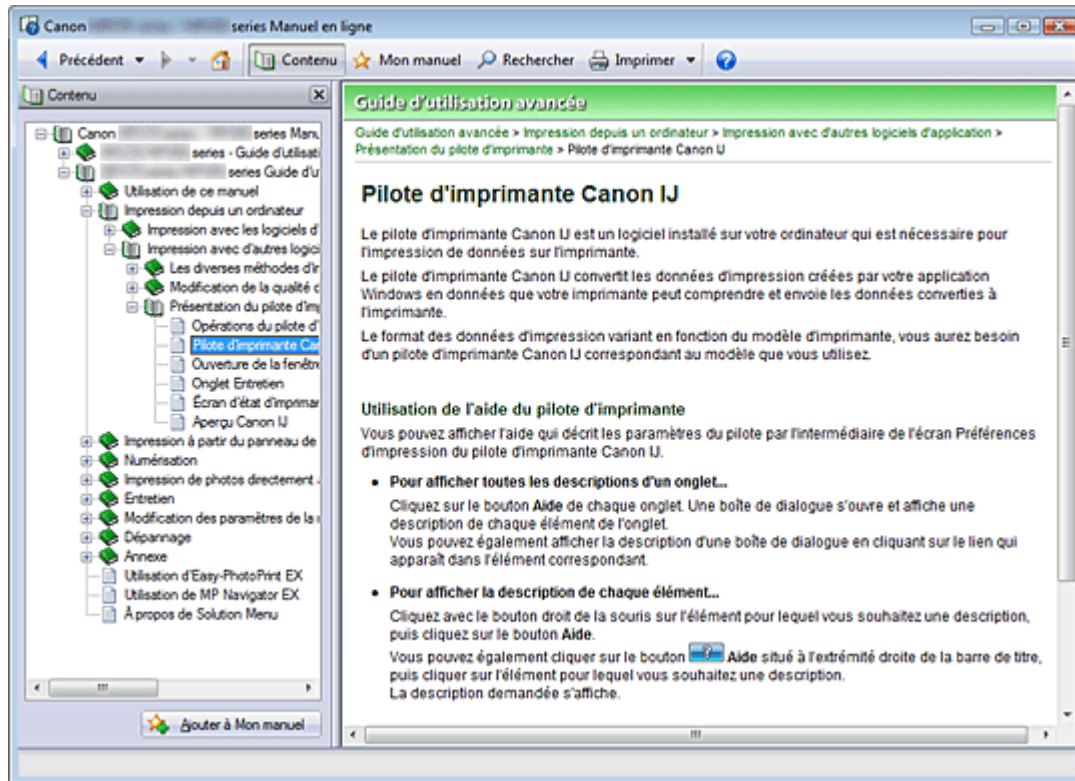 Canon series Manuel en ligne
Précédent Contenu Mon manuel Rechercher Imprimer
Contenu
Canon series Manu
series - Guide d'utilisati
series Guide d'u
Utilisation de ce manuel
Impression depuis un ordinateur
Impression avec les logiciels d
Impression avec d'autres logici
Les diverses méthodes d'ir
Modification de la qualité c
Présentation du pilote d'im
Opérations du pilote d'
Pilote d'imprimante Ca
Ouverture de la fenêtre
Onglet Entretien
Écran d'état d'imprimar
Aperçu Canon IJ
Impression à partir du panneau de
Numérisation
Impression de photos directement
Entretien
Modification des paramètres de la
Dépannage
Annexe
Utilisation d'Easy-PhotoPrint EX
Utilisation de MP Navigator EX
À propos de Solution Menu
Ajouter à Mon manuel
Guide d'utilisation avancée
Guide d'utilisation avancée > Impression depuis un ordinateur > Impression avec d'autres logiciels d'application >
Présentation du pilote d'imprimante > Pilote d'imprimante Canon IJ
Pilote d'imprimante Canon IJ
Le pilote d'imprimante Canon IJ est un logiciel installé sur votre ordinateur qui est nécessaire pour
l'impression de données sur l'imprimante.
Le pilote d'imprimante Canon IJ convertit les données d'impression créées par votre application
Windows en données que votre imprimante peut comprendre et envoie les données converties à
l'imprimante.
Le format des données d'impression variant en fonction du modèle d'imprimante, vous aurez besoin
d'un pilote d'imprimante Canon IJ correspondant au modèle que vous utilisez.
Utilisation de l'aide du pilote d'imprimante
Vous pouvez afficher l'aide qui décrit les paramètres du pilote par l'intermédiaire de l'écran Préférences
d'impression du pilote d'imprimante Canon IJ.
• Pour afficher toutes les descriptions d'un onglet...
Cliquez sur le bouton Aide de chaque onglet. Une boîte de dialogue s'ouvre et affiche une
description de chaque élément de l'onglet.
Vous pouvez également afficher la description d'une boîte de dialogue en cliquant sur le lien qui
apparaît dans l'élément correspondant.
• Pour afficher la description de chaque élément...
Cliquez avec le bouton droit de la souris sur l'élément pour lequel vous souhaitez une description,
puis cliquez sur le bouton Aide.
Vous pouvez également cliquer sur le bouton ? Aide situé à l'extrémité droite de la barre de titre,
puis cliquer sur l'élément pour lequel vous souhaitez une description.
La description demandée s'affiche.